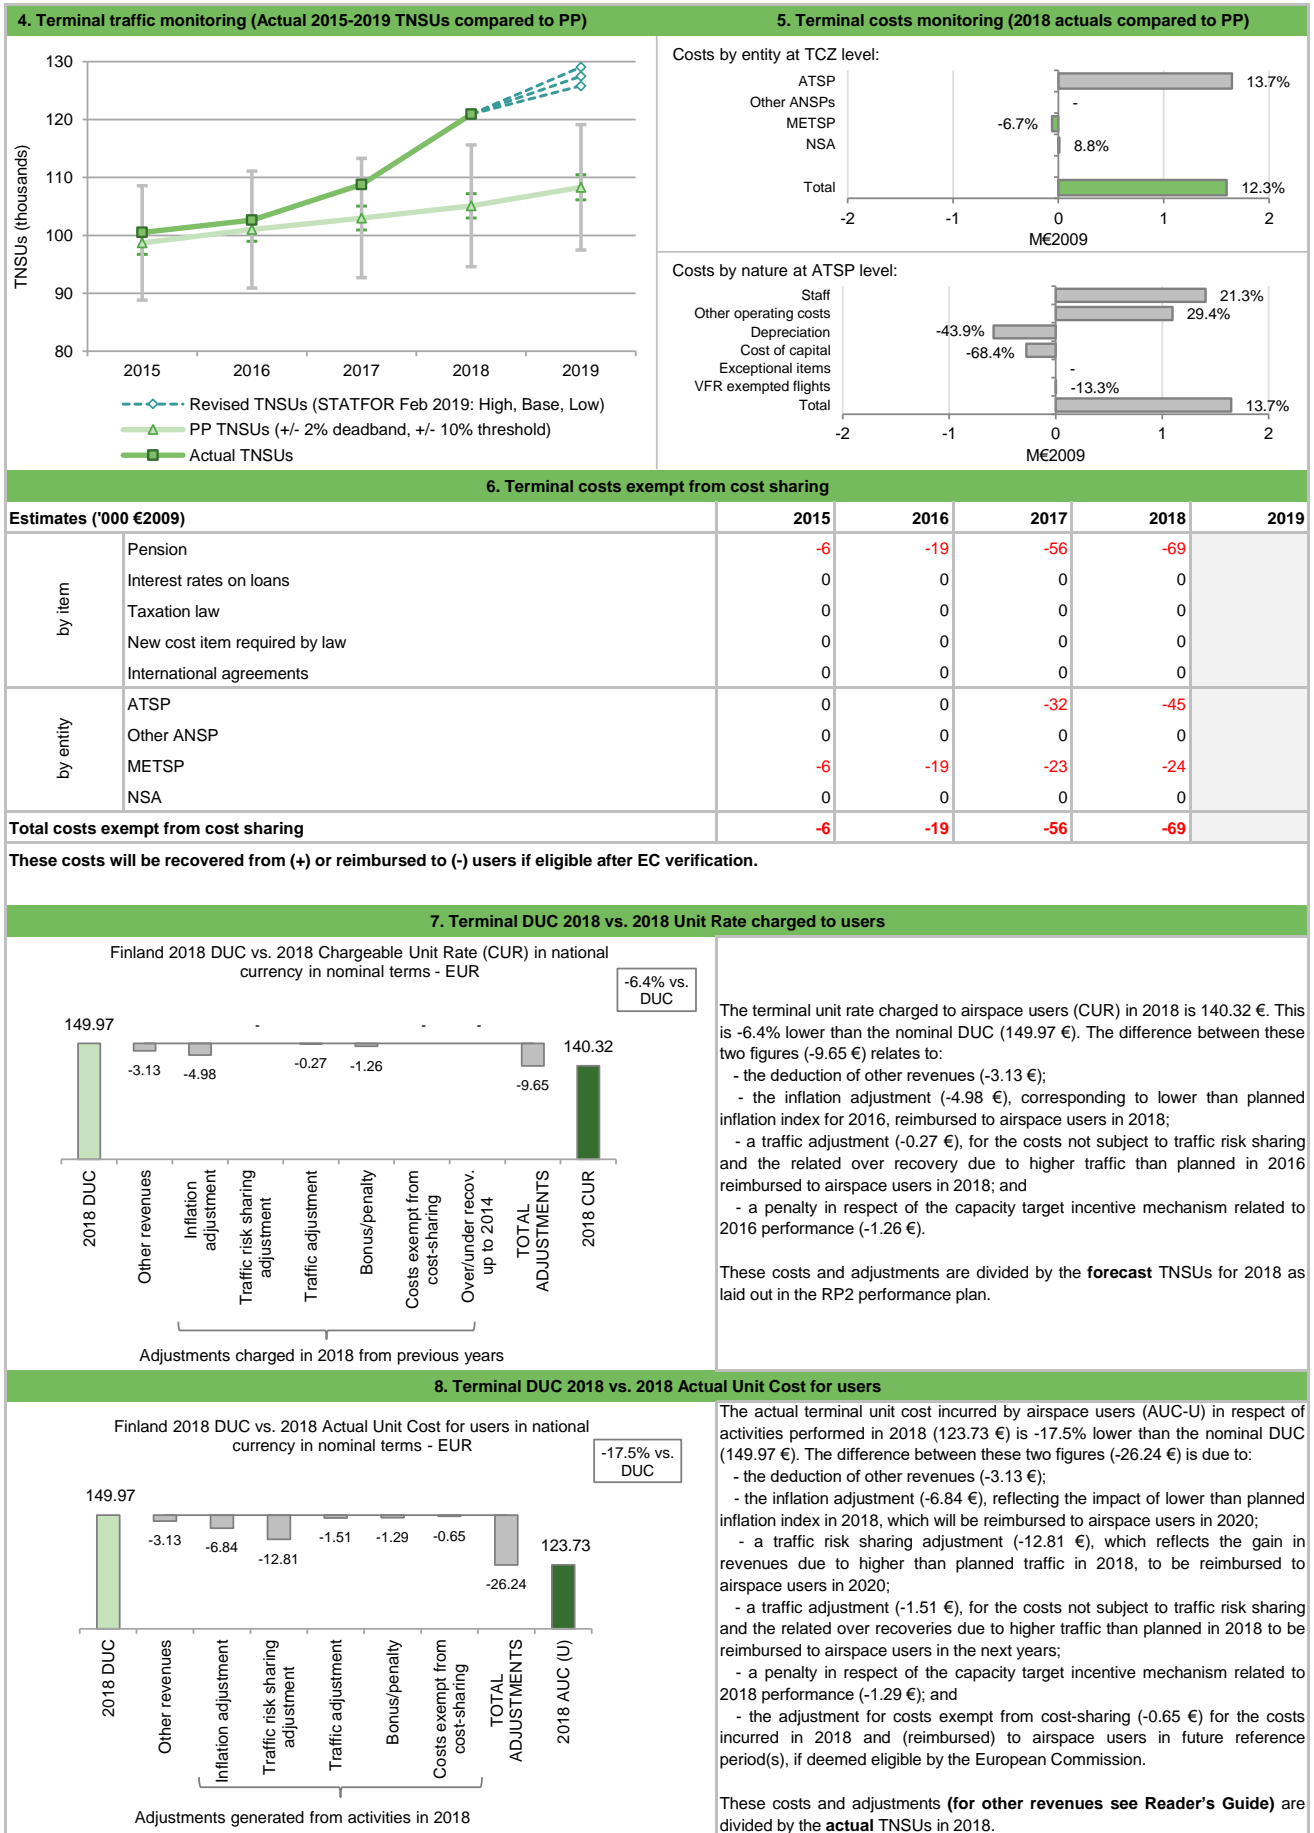 4. Terminal traffic monitoring (Actual 2015-2019 TNSUs compared to PP)
130
120
110
100
90
80
TNSUs (thousands)
2015 2016 2017 2018 2019
Revised TNSUs (STATFOR Feb 2019: High, Base, Low)
PP TNSUs (+/- 2% deadband, +/- 10% threshold)
Actual TNSUs
5. Terminal costs monitoring (2018 actuals compared to PP)
Costs by entity at TCZ level:
ATSP 13.7%
Other ANSPs -
METSP -6.7%
NSA 8.8%
Total 12.3%
-2 -1 0 1 2
M€2009
Costs by nature at ATSP level:
Staff 21.3%
Other operating costs 29.4%
Depreciation -43.9%
Cost of capital -68.4%
Exceptional items -
VFR exempted flights -13.3%
Total 13.7%
-2 -1 0 1 2
M€2009
6. Terminal costs exempt from cost sharing
Estimates ('000 €2009) 2015 2016 2017 2018 2019
by item
Pension -6 -19 -56 -69
Interest rates on loans 0 0 0 0
Taxation law 0 0 0 0
New cost item required by law 0 0 0 0
International agreements 0 0 0 0
by entity
ATSP 0 0 -32 -45
Other ANSP 0 0 0 0
METSP -6 -19 -23 -24
NSA 0 0 0 0
Total costs exempt from cost sharing -6 -19 -56 -69
These costs will be recovered from (+) or reimbursed to (-) users if eligible after EC verification.
7. Terminal DUC 2018 vs. 2018 Unit Rate charged to users
Finland 2018 DUC vs. 2018 Chargeable Unit Rate (CUR) in national
currency in nominal terms - EUR
-6.4% vs.
DUC
149.97 - - - 140.32
-3.13 -4.98 -0.27 -1.26 -9.65
2018 DUC
Other revenues
Inflation
adjustment
Traffic risk sharing
adjustment
Traffic adjustment
Bonus/penalty
Costs exempt from
cost-sharing
Over/under recov.
up to 2014
TOTAL
ADJUSTMENTS
2018 CUR
Adjustments charged in 2018 from previous years
The terminal unit rate charged to airspace users (CUR) in 2018 is 140.32 €. This
is -6.4% lower than the nominal DUC (149.97 €). The difference between these
two figures (-9.65 €) relates to:
- the deduction of other revenues (-3.13 €);
- the inflation adjustment (-4.98 €), corresponding to lower than planned
inflation index for 2016, reimbursed to airspace users in 2018;
- a traffic adjustment (-0.27 €), for the costs not subject to traffic risk sharing
and the related over recovery due to higher traffic than planned in 2016
reimbursed to airspace users in 2018; and
- a penalty in respect of the capacity target incentive mechanism related to
2016 performance (-1.26 €).
These costs and adjustments are divided by the forecast TNSUs for 2018 as
laid out in the RP2 performance plan.
8. Terminal DUC 2018 vs. 2018 Actual Unit Cost for users
Finland 2018 DUC vs. 2018 Actual Unit Cost for users in national
currency in nominal terms - EUR
-17.5% vs.
DUC
149.97 123.73
-3.13 -6.84 -12.81 -1.51 -1.29 -0.65 -26.24
2018 DUC
Other revenues
Inflation adjustment
Traffic risk sharing
adjustment
Traffic adjustment
Bonus/penalty
Costs exempt from
cost-sharing
TOTAL
ADJUSTMENTS
2018 AUC (U)
Adjustments generated from activities in 2018
The actual terminal unit cost incurred by airspace users (AUC-U) in respect of
activities performed in 2018 (123.73 €) is -17.5% lower than the nominal DUC
(149.97 €). The difference between these two figures (-26.24 €) is due to:
- the deduction of other revenues (-3.13 €);
- the inflation adjustment (-6.84 €), reflecting the impact of lower than planned
inflation index in 2018, which will be reimbursed to airspace users in 2020;
- a traffic risk sharing adjustment (-12.81 €), which reflects the gain in
revenues due to higher than planned traffic in 2018, to be reimbursed to
airspace users in 2020;
- a traffic adjustment (-1.51 €), for the costs not subject to traffic risk sharing
and the related over recoveries due to higher traffic than planned in 2018 to be
reimbursed to airspace users in the next years;
- a penalty in respect of the capacity target incentive mechanism related to
2018 performance (-1.29 €); and
- the adjustment for costs exempt from cost-sharing (-0.65 €) for the costs
incurred in 2018 and (reimbursed) to airspace users in future reference
period(s), if deemed eligible by the European Commission.
These costs and adjustments (for other revenues see Reader's Guide) are
divided by the actual TNSUs in 2018.